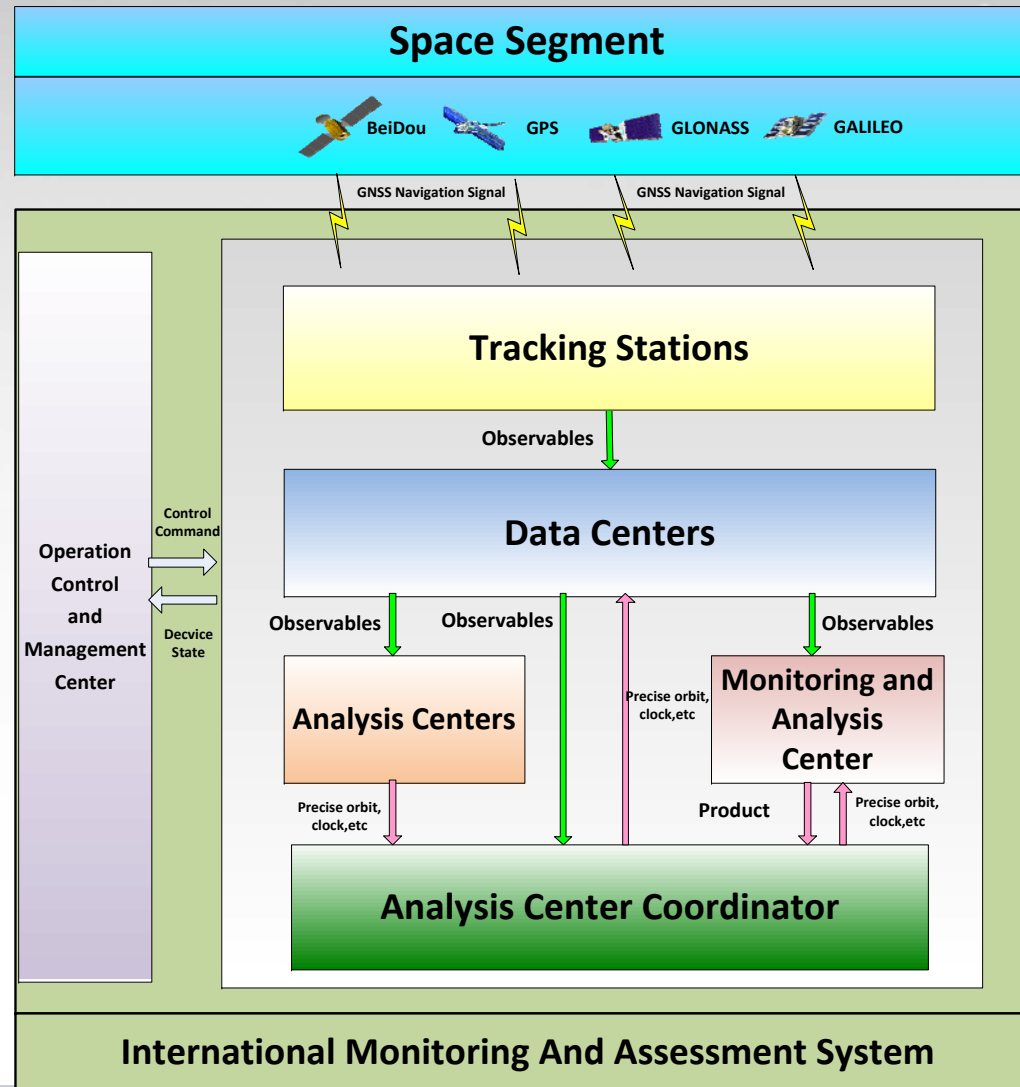 Space Segment
BeiDou
GPS
GLONASS
GALILEO
GNSS Navigation Signal
GNSS Navigation Signal
Tracking Stations
Observables
Data Centers
Control
Command
Operation
Control
and
Management
Center
Decvice
State
Observables
Observables
Observables
Analysis Centers
Precise orbit,
clock,etc
Monitoring and
Analysis
Center
Precise orbit,
clock,etc
Product
Precise orbit,
clock,etc
Analysis Center Coordinator
International Monitoring And Assessment System